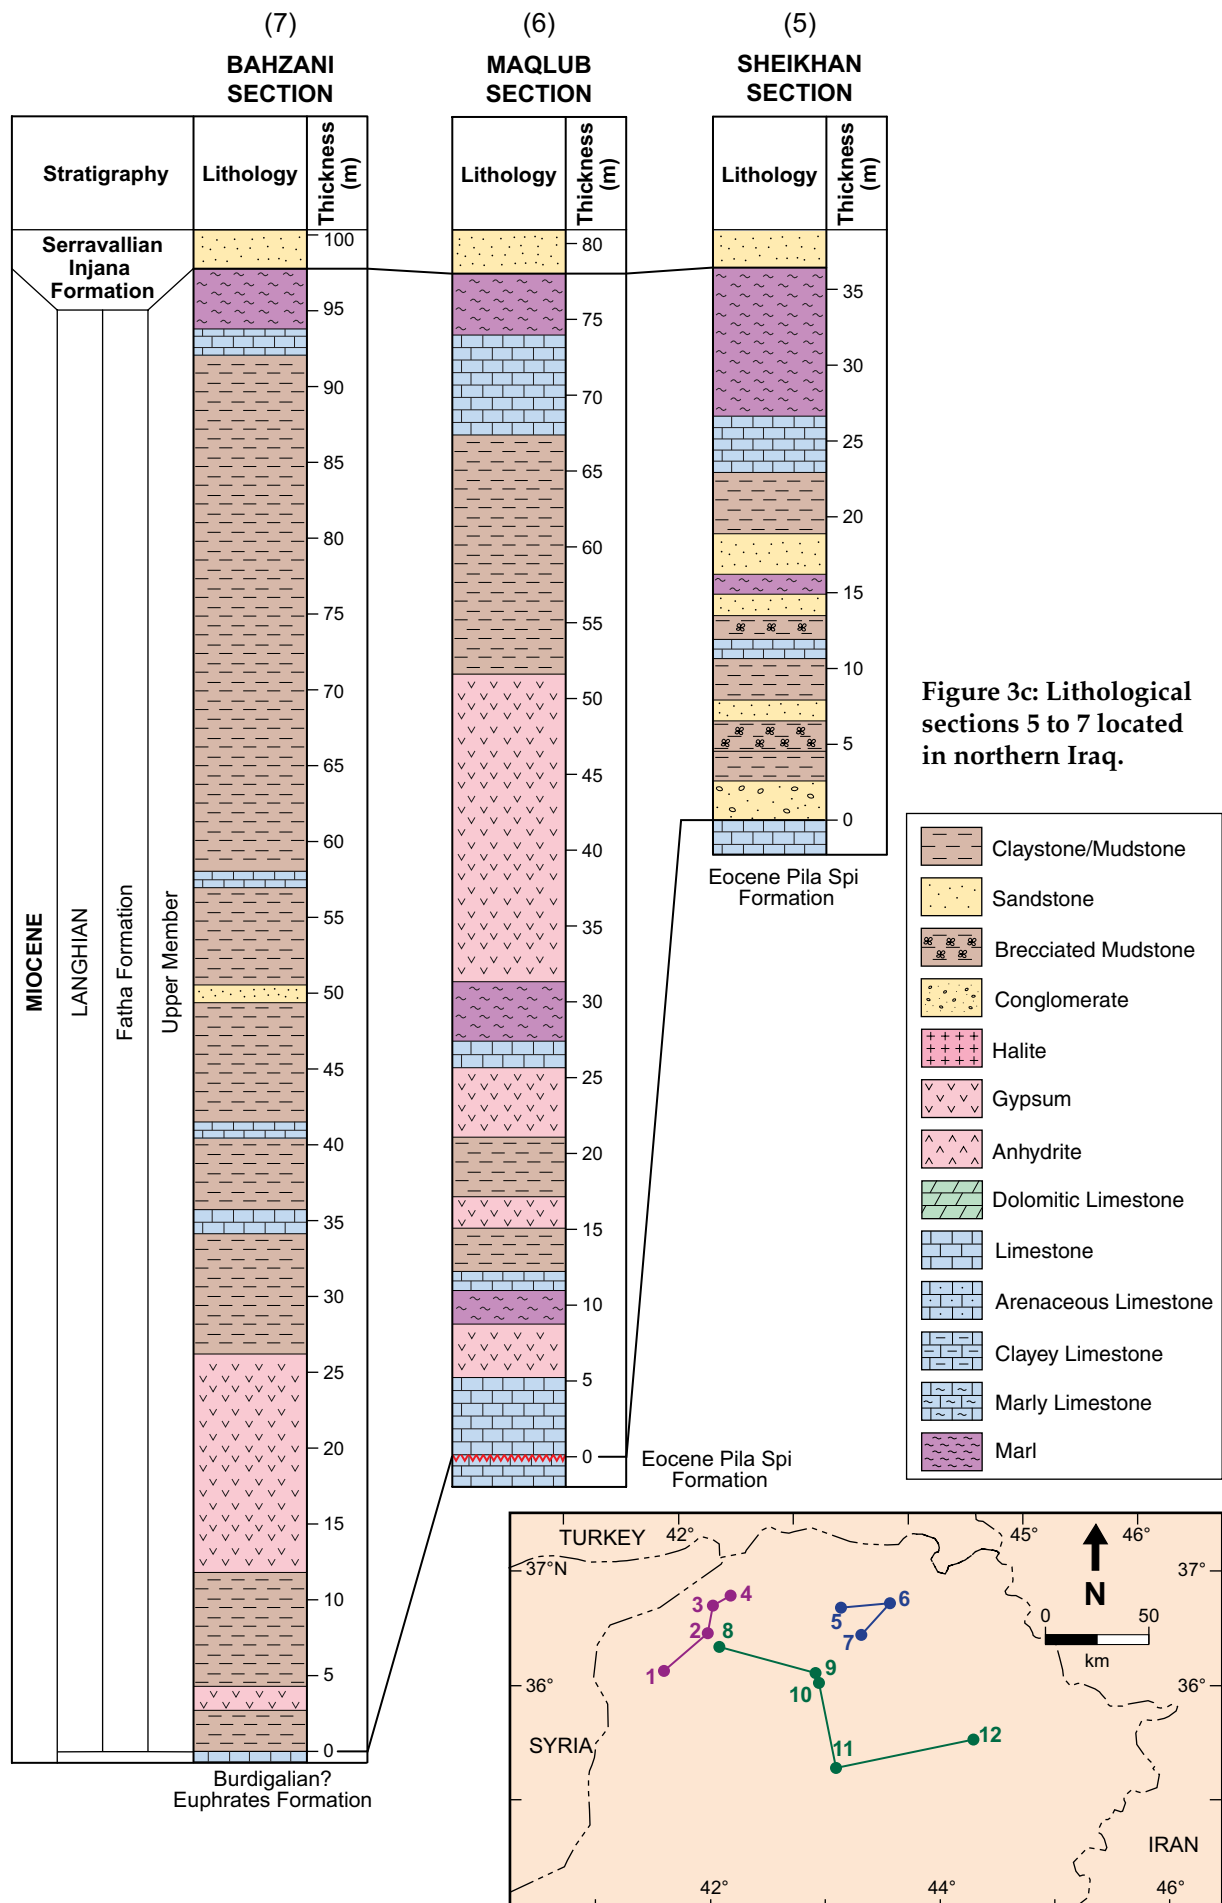 (7)
BAHZANI
SECTION
(6)
MAQLUB
SECTION
(5)
SHEIKHAN
SECTION
Stratigraphy
Lithology
Thickness
(m)
Lithology
Thickness
(m)
Lithology
Thickness
(m)
Serravallian
Injana
Formation
MIOCENE
LANGHIAN
Fatha Formation
Upper Member
100
95
90
85
80
75
70
65
60
55
50
45
40
35
30
25
20
15
10
5
0
Burdigalian?
Euphrates Formation
80
75
70
65
60
55
50
45
40
35
30
25
20
15
10
5
0
Eocene Pila Spi
Formation
35
30
25
20
15
10
5
0
Eocene Pila Spi
Formation
Figure 3c: Lithological
sections 5 to 7 located
in northern Iraq.
Claystone/Mudstone
Sandstone
Brecciated Mudstone
Conglomerate
Halite
Gypsum
Anhydrite
Dolomitic Limestone
Limestone
Arenaceous Limestone
Clayey Limestone
Marly Limestone
Marl
TURKEY
42°
45°
46°
37°N
37°
N
0
50
km
4
3
2
1
8
5
6
7
9
10
11
12
36°
36°
SYRIA
IRAN
42°
44°
46°